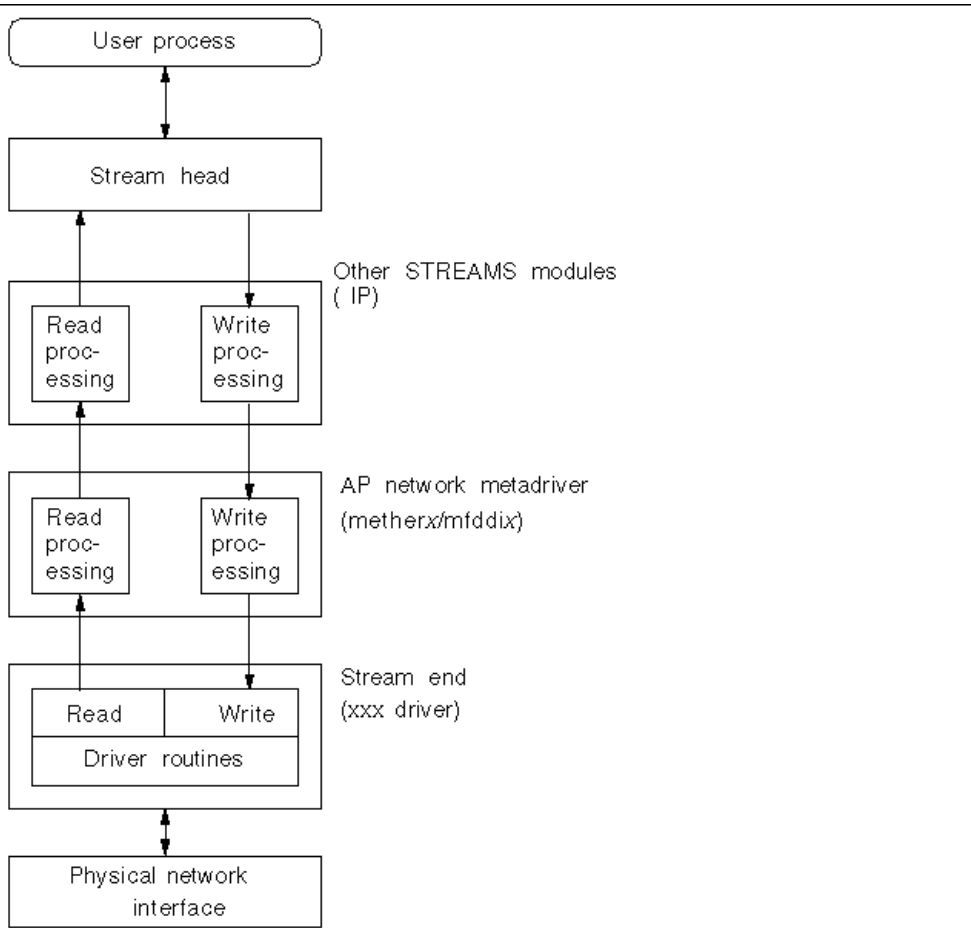 User process
Stream head
Other STREAMS modules
( IP)
Read
proc-
essing
Write
proc-
essing
AP network metadriver
(metherx/mfddix)
Read
proc-
essing
Write
proc-
essing
Stream end
(xxx driver)
Read
Write
Driver routines
Physical network
interface